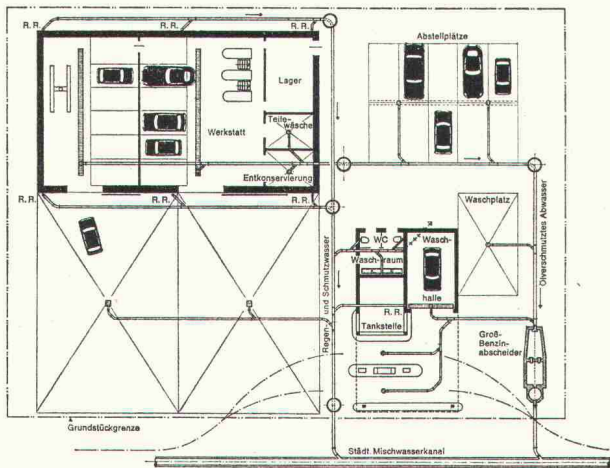 R. R.
R. R.
R. R.
Abstellplätze
Lager
Teile-
wäsche
Werkstatt
Entkonservierung
R. R.
R. R.
R. R.
Waschplatz
WC
Wasch-
Waschraum
halle
R. R.
Tankstelle
Regen- und Schmutzwasser
Ölverschmutztes Abwasser
Groß-
Benzin-
abscheider
Grundstückgrenze
Städt. Mischwasserkanal